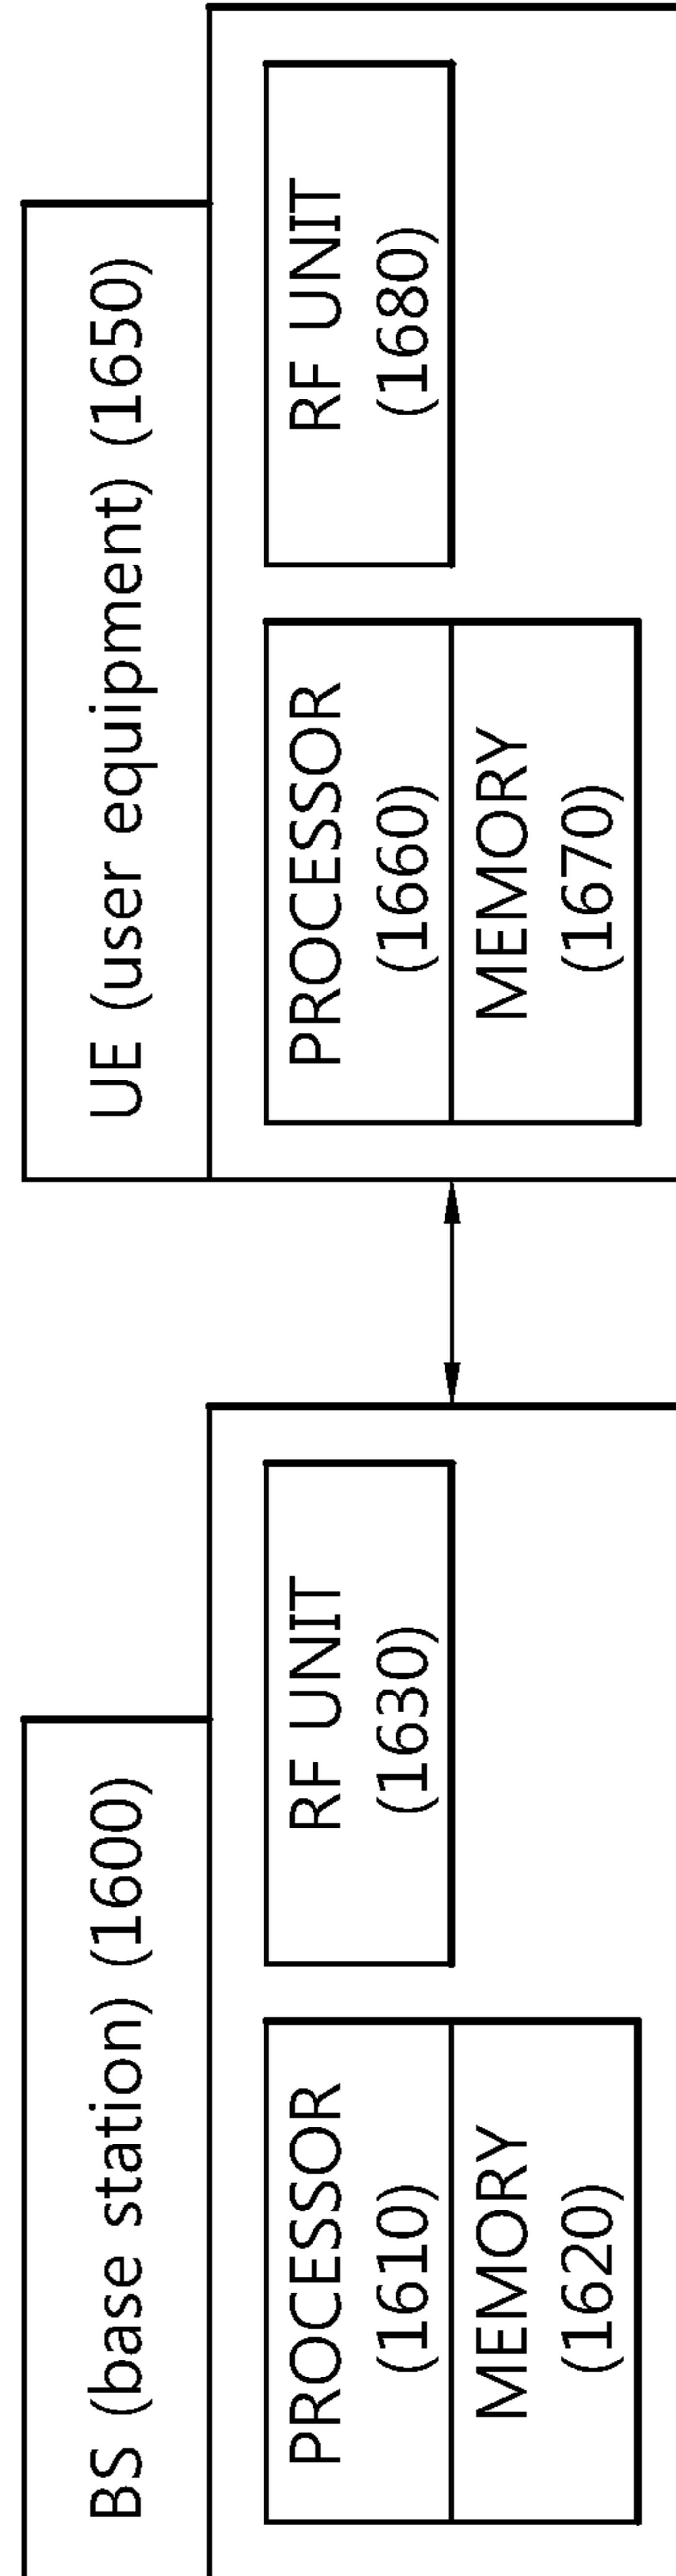 BS (base station) (1600)
PROCESSOR
(1610)
MEMORY
(1620)
RF UNIT
(1630)
UE (user equipment) (1650)
PROCESSOR
(1660)
MEMORY
(1670)
RF UNIT
(1680)